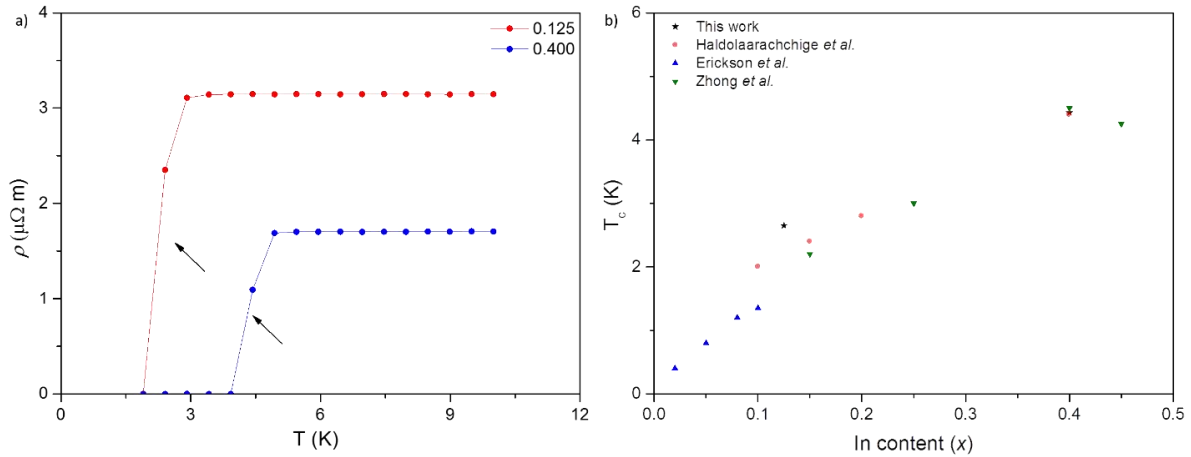 a)
0.125
0.400
4
3
2
1
0
ρ (μΩ m)
0
3
6
9
12
T (K)
b)
This work
Haldolaarachchige et al.
Erickson et al.
Zhong et al.
6
4
2
0
Tc (K)
0.0
0.1
0.2
0.3
0.4
0.5
In content (x)